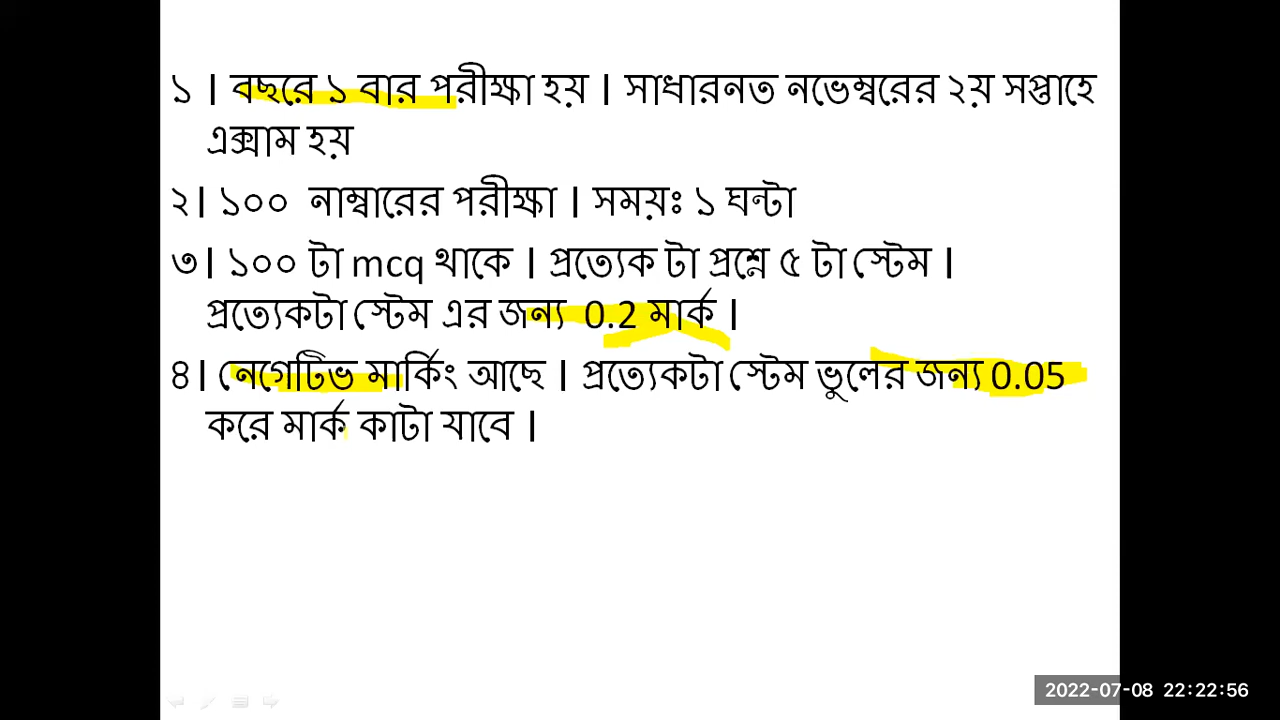 ১ । বছরে ১ বার পরীক্ষা হয় । সাধারনত নভেম্বরের ২য় সপ্তাহে
এক্সাম হয়
২। ১০০ নাম্বারের পরীক্ষা । সময়ঃ ১ ঘন্টা
৩। ১০০ টা mcq থাকে । প্রত্যেক টা প্রশ্নে ৫ টা স্টেম ।
প্রত্যেকটা স্টেম এর জন্য 0.2 মার্ক ।
৪। নেগেটিভ মার্কিং আছে । প্রত্যেকটা স্টেম ভুলের জন্য 0.05
করে মার্ক কাটা যাবে ।
2022-07-08 22:22:56